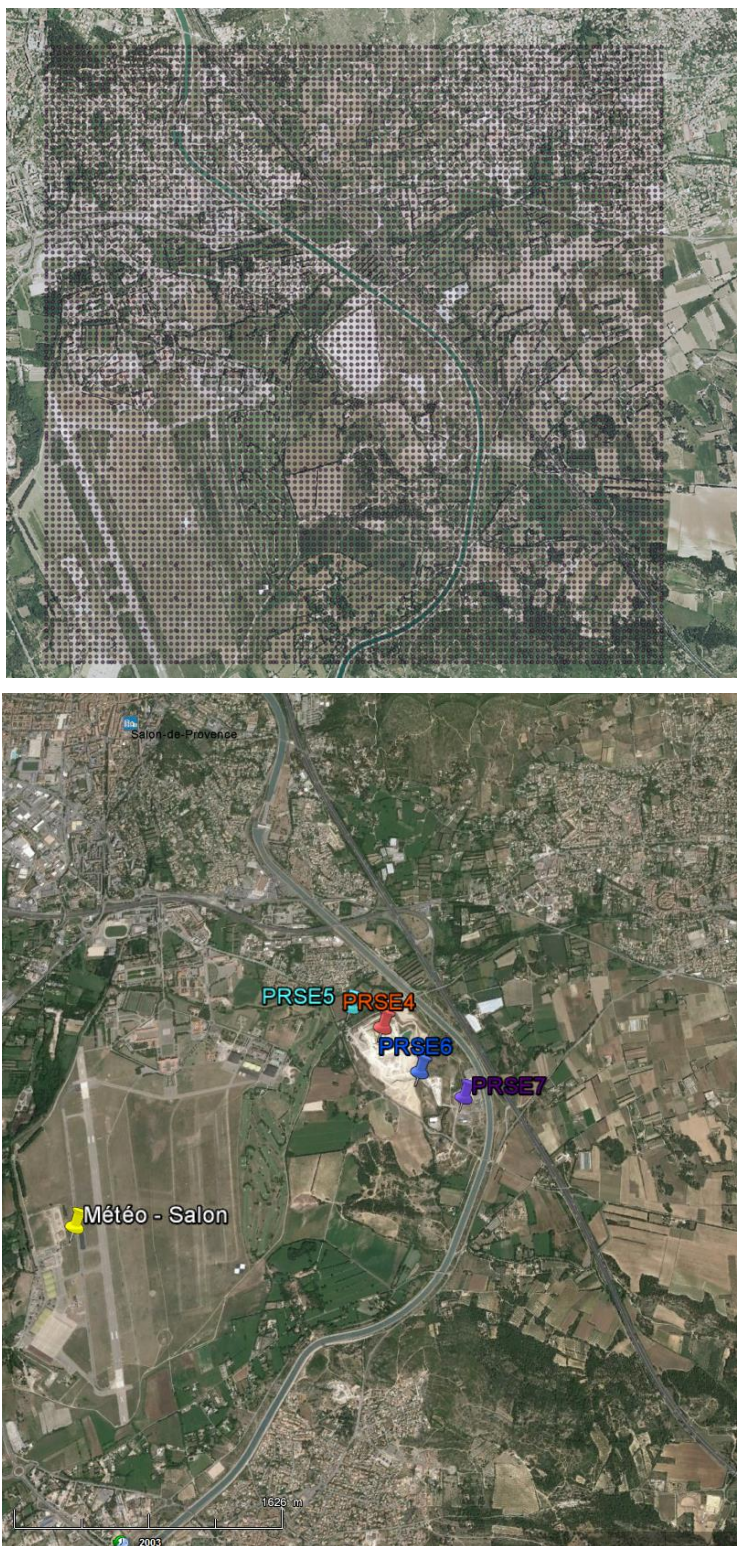 Salon-de-Provence
PRSE5
PRSE4
PRSE6
PRSE7
Météo - Salon
1626 m
2003